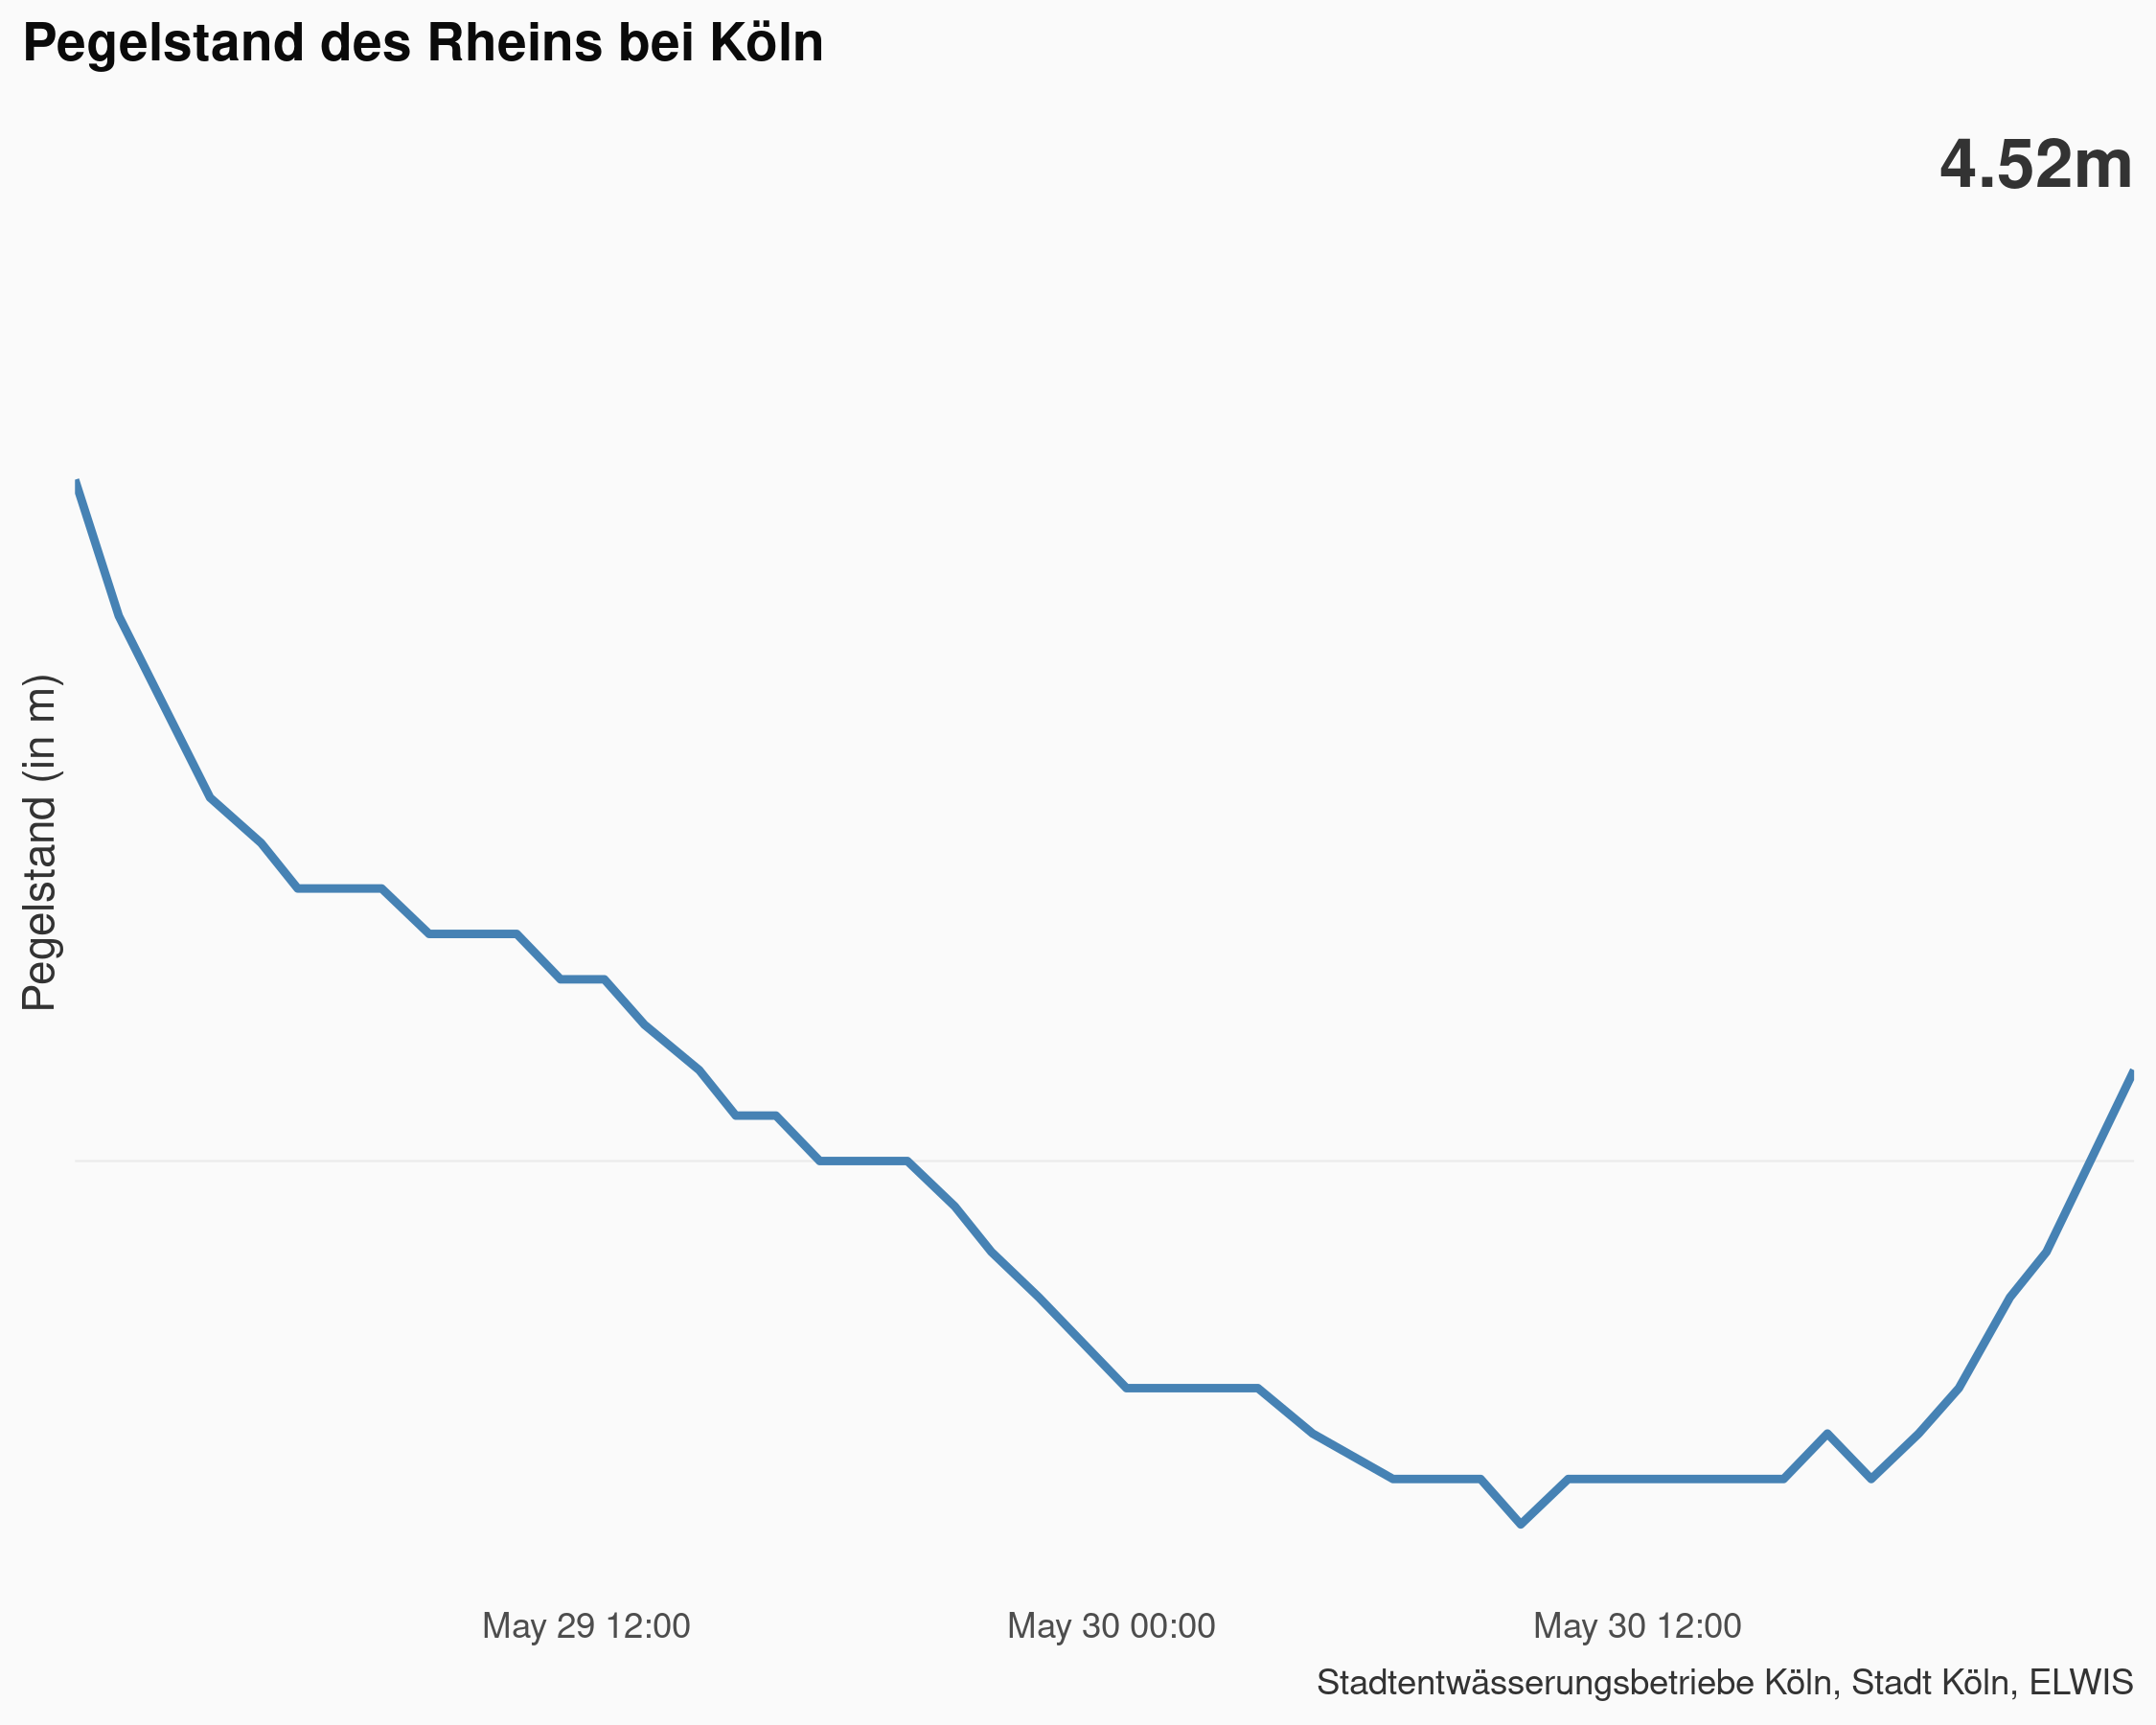 Pegelstand des Rheins bei Köln
4.52m
Pegelstand (in m)
May 29 12:00
May 30 00:00
May 30 12:00
Stadtentwässerungsbetriebe Köln, Stadt Köln, ELWIS